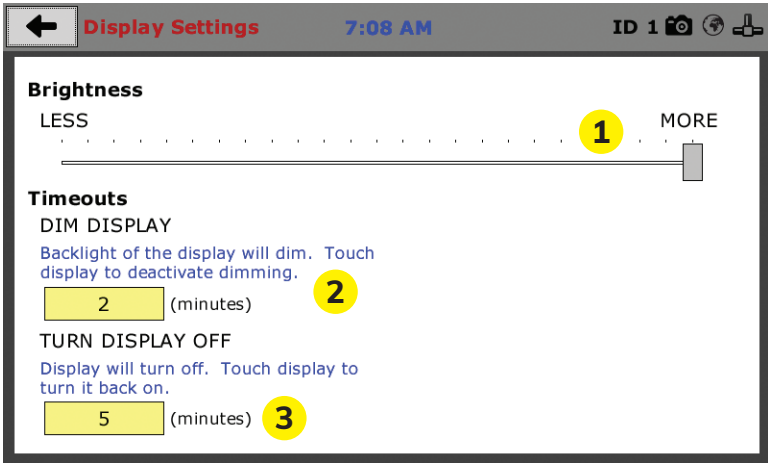 Display Settings 7:08 AM ID 1
Brightness
LESS MORE
1
Timeouts
DIM DISPLAY
Backlight of the display will dim. Touch
display to deactivate dimming.
2
2 (minutes)
TURN DISPLAY OFF
Display will turn off. Touch display to
turn it back on.
5 (minutes) 3